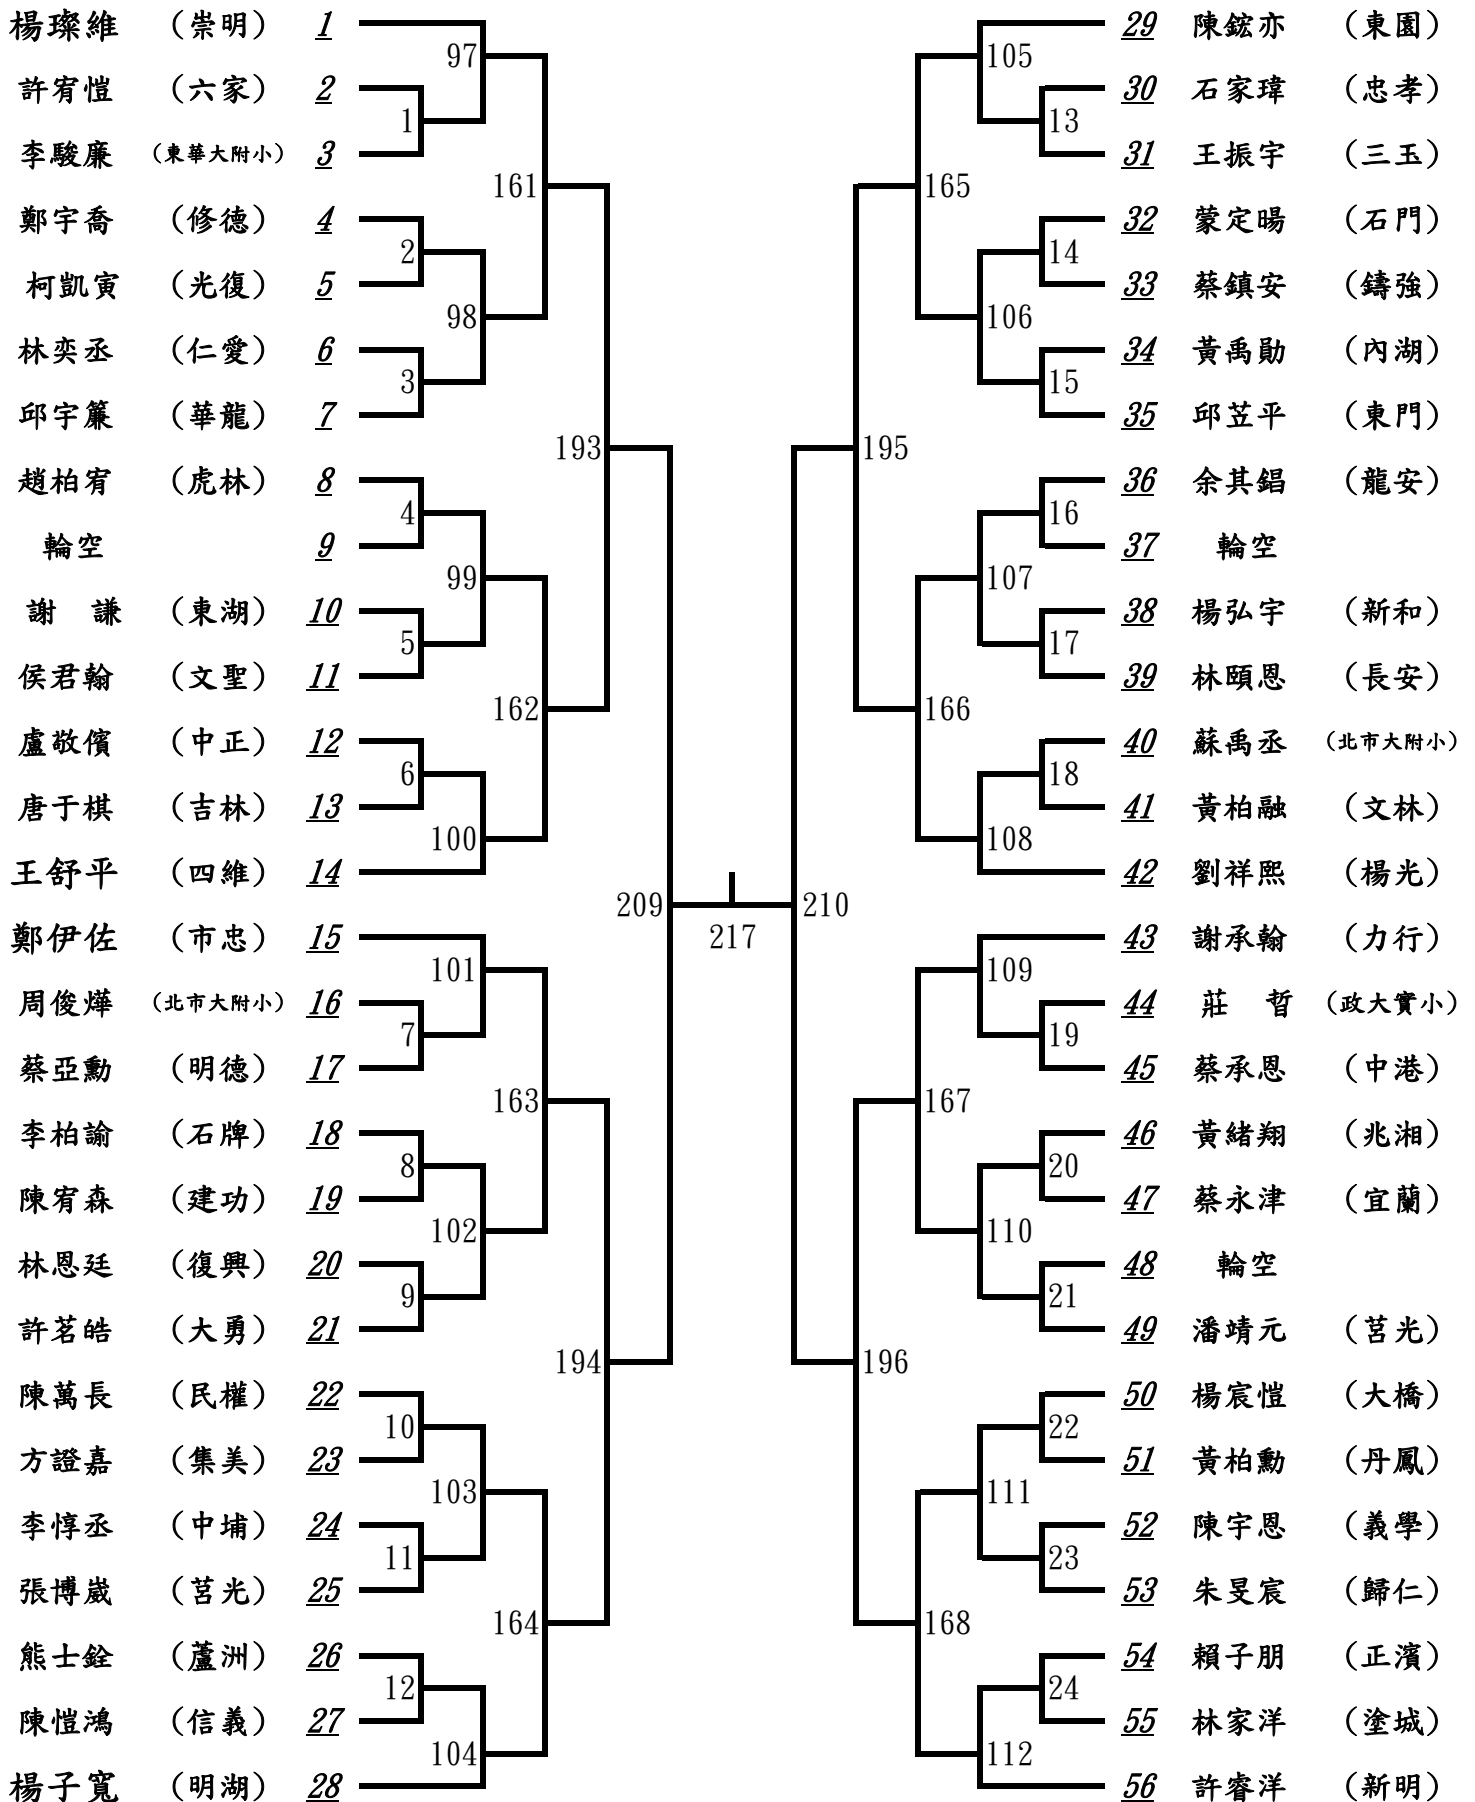 楊璨維 (崇明) 1
97
許宥愷 (六家) 2
1
李駿廉 (東華大附小) 3
161
鄭宇喬 (修德) 4
2
柯凱寅 (光復) 5
98
林奕丞 (仁愛) 6
3
邱宇簾 (華龍) 7
193
趙柏宥 (虎林) 8
4
輪空 9
99
謝 謙 (東湖) 10
5
侯君翰 (文聖) 11
162
盧敬儐 (中正) 12
6
唐于棋 (吉林) 13
100
王舒平 (四維) 14
209
鄭伊佐 (市忠) 15
101
周俊燁 (北市大附小) 16
7
蔡亞勳 (明德) 17
163
李柏諭 (石牌) 18
8
陳宥森 (建功) 19
102
林恩廷 (復興) 20
9
許茗皓 (大勇) 21
194
陳萬長 (民權) 22
10
方證嘉 (集美) 23
103
李惇丞 (中埔) 24
11
張博崴 (莒光) 25
164
熊士銓 (蘆洲) 26
12
陳愷鴻 (信義) 27
104
楊子寬 (明湖) 28
217
29 陳鋐亦 (東園)
105
30 石家瑋 (忠孝)
13
31 王振宇 (三玉)
165
32 蒙定暘 (石門)
14
33 蔡鎮安 (鑄強)
106
34 黃禹勛 (內湖)
15
35 邱苙平 (東門)
195
36 余其錩 (龍安)
16
37 輪空
107
38 楊弘宇 (新和)
17
39 林頤恩 (長安)
166
40 蘇禹丞 (北市大附小)
18
41 黃柏融 (文林)
108
42 劉祥熙 (楊光)
210
43 謝承翰 (力行)
109
44 莊 哲 (政大實小)
19
45 蔡承恩 (中港)
167
46 黃緒翔 (兆湘)
20
47 蔡永津 (宜蘭)
110
48 輪空
21
49 潘靖元 (莒光)
196
50 楊宸愷 (大橋)
22
51 黃柏勳 (丹鳳)
111
52 陳宇恩 (義學)
23
53 朱旻宸 (歸仁)
168
54 賴子朋 (正濱)
24
55 林家洋 (塗城)
112
56 許睿洋 (新明)